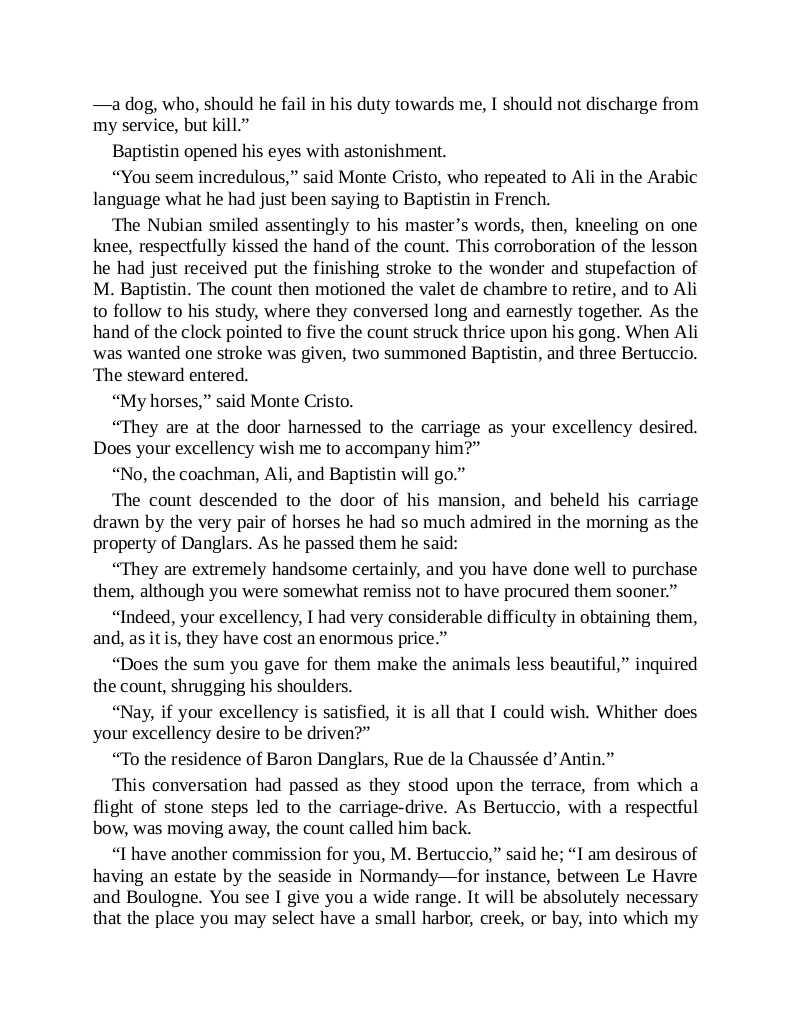 —a dog, who, should he fail in his duty towards me, I should not discharge from
my service, but kill.”
Baptistin opened his eyes with astonishment.
“You seem incredulous,” said Monte Cristo, who repeated to Ali in the Arabic
language what he had just been saying to Baptistin in French.
The Nubian smiled assentingly to his master’s words, then, kneeling on one
knee, respectfully kissed the hand of the count. This corroboration of the lesson
he had just received put the finishing stroke to the wonder and stupefaction of
M. Baptistin. The count then motioned the valet de chambre to retire, and to Ali
to follow to his study, where they conversed long and earnestly together. As the
hand of the clock pointed to five the count struck thrice upon his gong. When Ali
was wanted one stroke was given, two summoned Baptistin, and three Bertuccio.
The steward entered.
“My horses,” said Monte Cristo.
“They are at the door harnessed to the carriage as your excellency desired.
Does your excellency wish me to accompany him?”
“No, the coachman, Ali, and Baptistin will go.”
The count descended to the door of his mansion, and beheld his carriage
drawn by the very pair of horses he had so much admired in the morning as the
property of Danglars. As he passed them he said:
“They are extremely handsome certainly, and you have done well to purchase
them, although you were somewhat remiss not to have procured them sooner.”
“Indeed, your excellency, I had very considerable difficulty in obtaining them,
and, as it is, they have cost an enormous price.”
“Does the sum you gave for them make the animals less beautiful,” inquired
the count, shrugging his shoulders.
“Nay, if your excellency is satisfied, it is all that I could wish. Whither does
your excellency desire to be driven?”
“To the residence of Baron Danglars, Rue de la Chaussée d’Antin.”
This conversation had passed as they stood upon the terrace, from which a
flight of stone steps led to the carriage-drive. As Bertuccio, with a respectful
bow, was moving away, the count called him back.
“I have another commission for you, M. Bertuccio,” said he; “I am desirous of
having an estate by the seaside in Normandy—for instance, between Le Havre
and Boulogne. You see I give you a wide range. It will be absolutely necessary
that the place you may select have a small harbor, creek, or bay, into which my